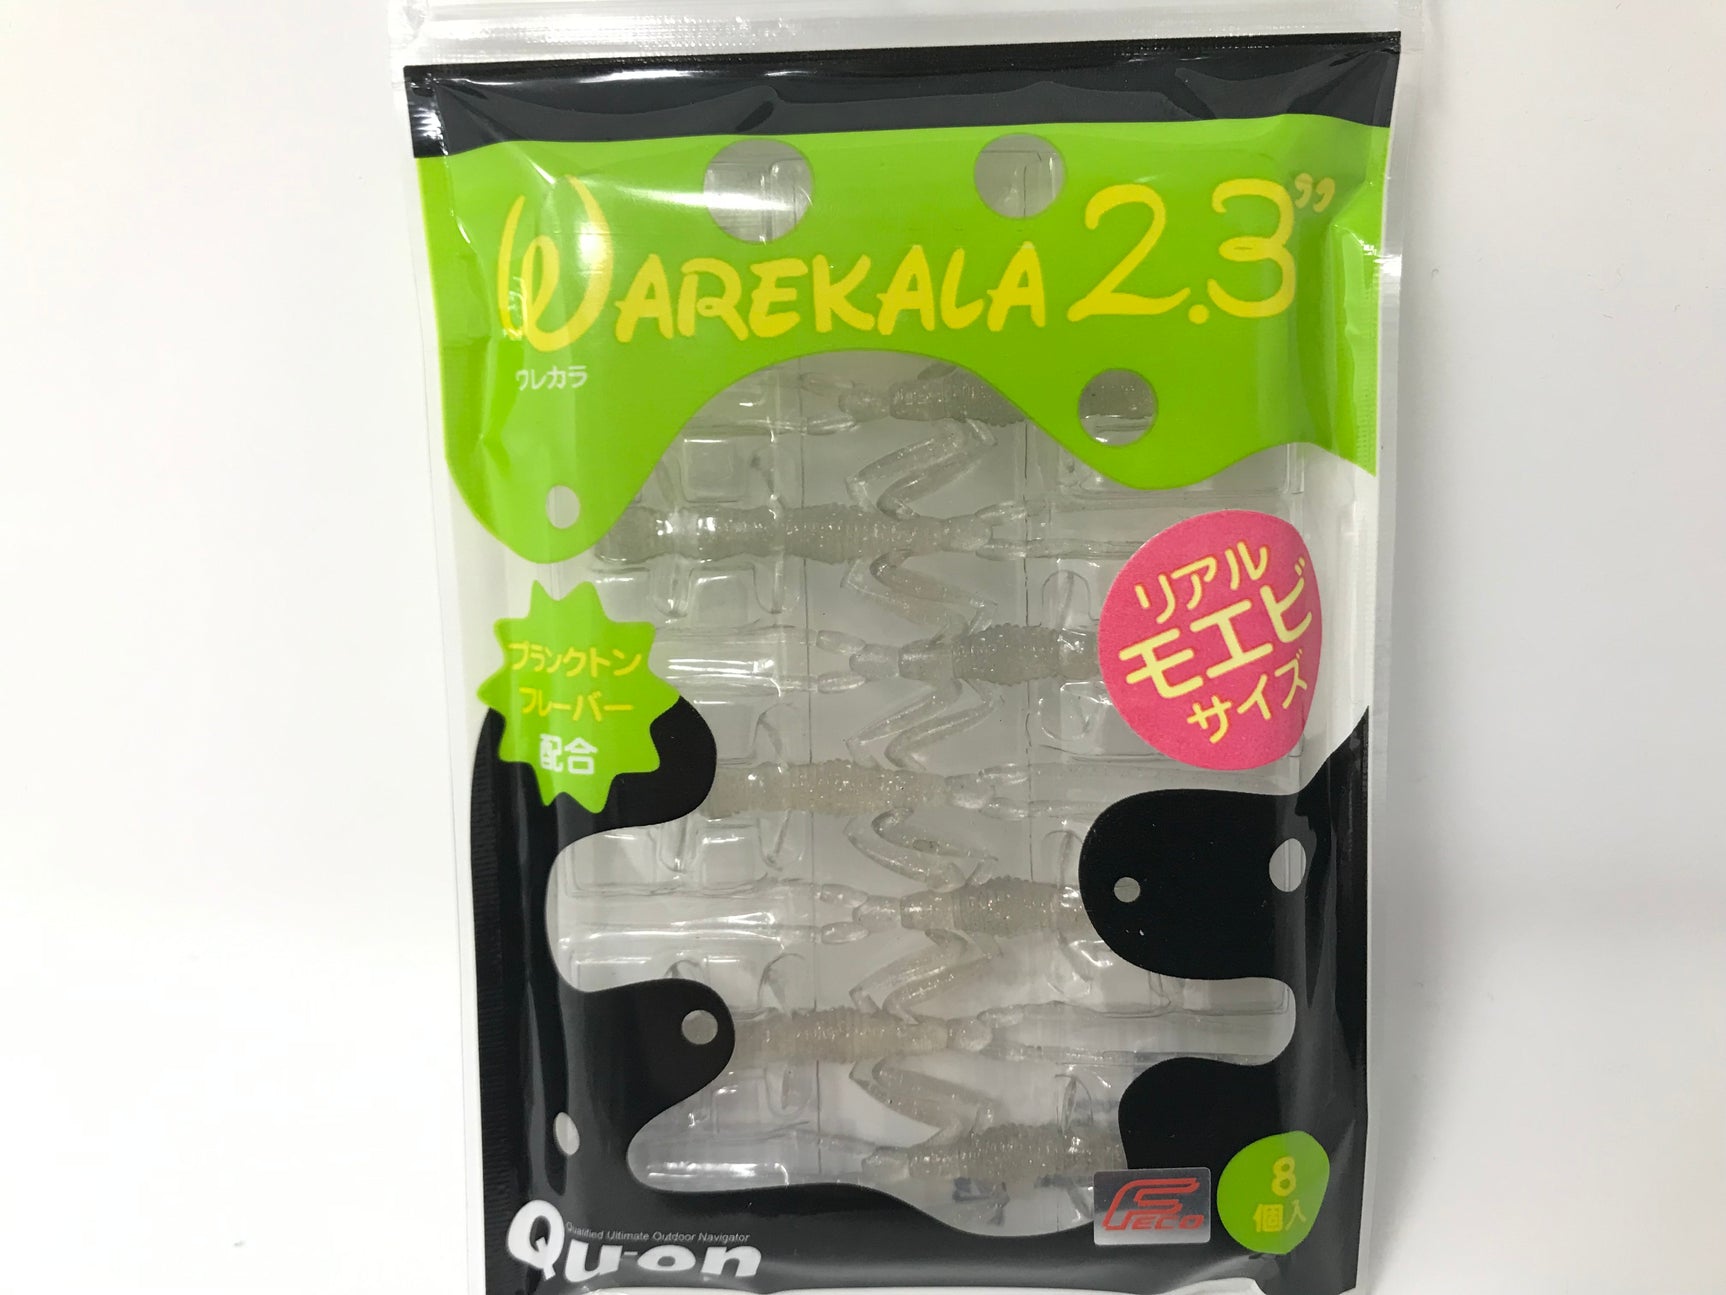 WAREKALA 2.3”
ワレカラ
リアル
モエビ
サイズ
プランクトン
フレーバー
配合
8
個入
FECO
Qualified Ultimate Outdoor Navigator
Qu-on